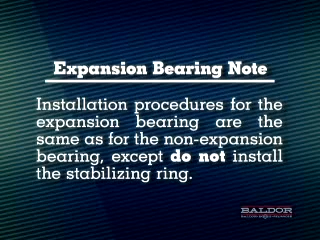 Expansion Bearing Note
Installation procedures for the
expansion bearing are the
same as for the non-expansion
bearing, except do not install
the stabilizing ring.
BALDOR